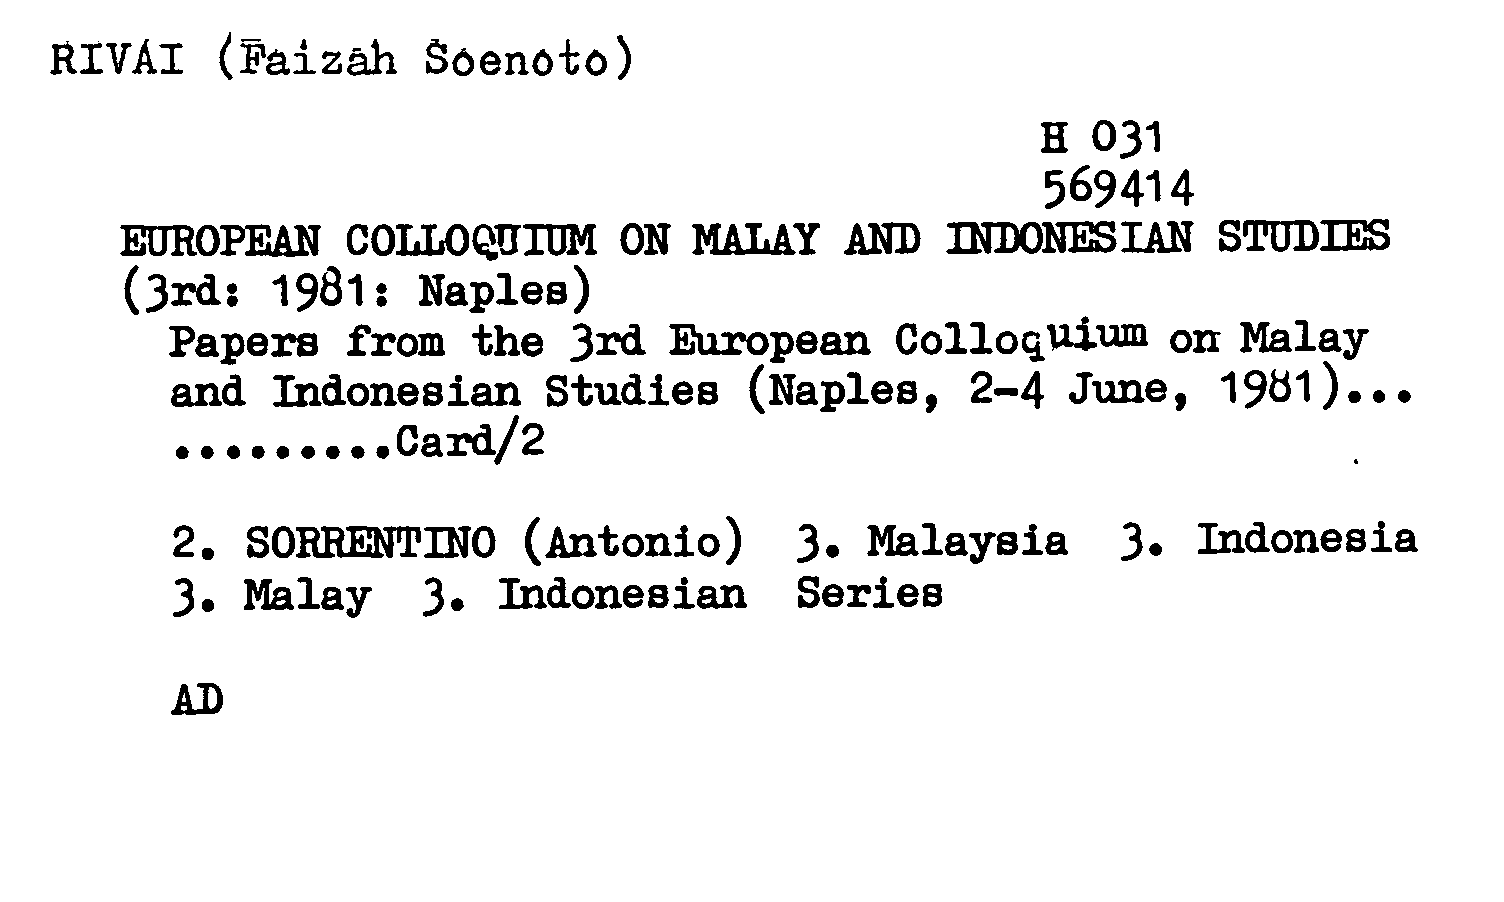 RIVAI (Faizah Soenoto)
H 031
569414
EUROPEAN COLLOQUIUM ON MALAY AND INDONESIAN STUDIES
(3rd: 1981: Naples)
Papers from the 3rd European Colloquium on Malay
and Indonesian Studies (Naples, 2-4 June, 1981)...
.........Card/2
2. SORRENTINO (Antonio) 3. Malaysia 3. Indonesia
3. Malay 3. Indonesian Series
AD